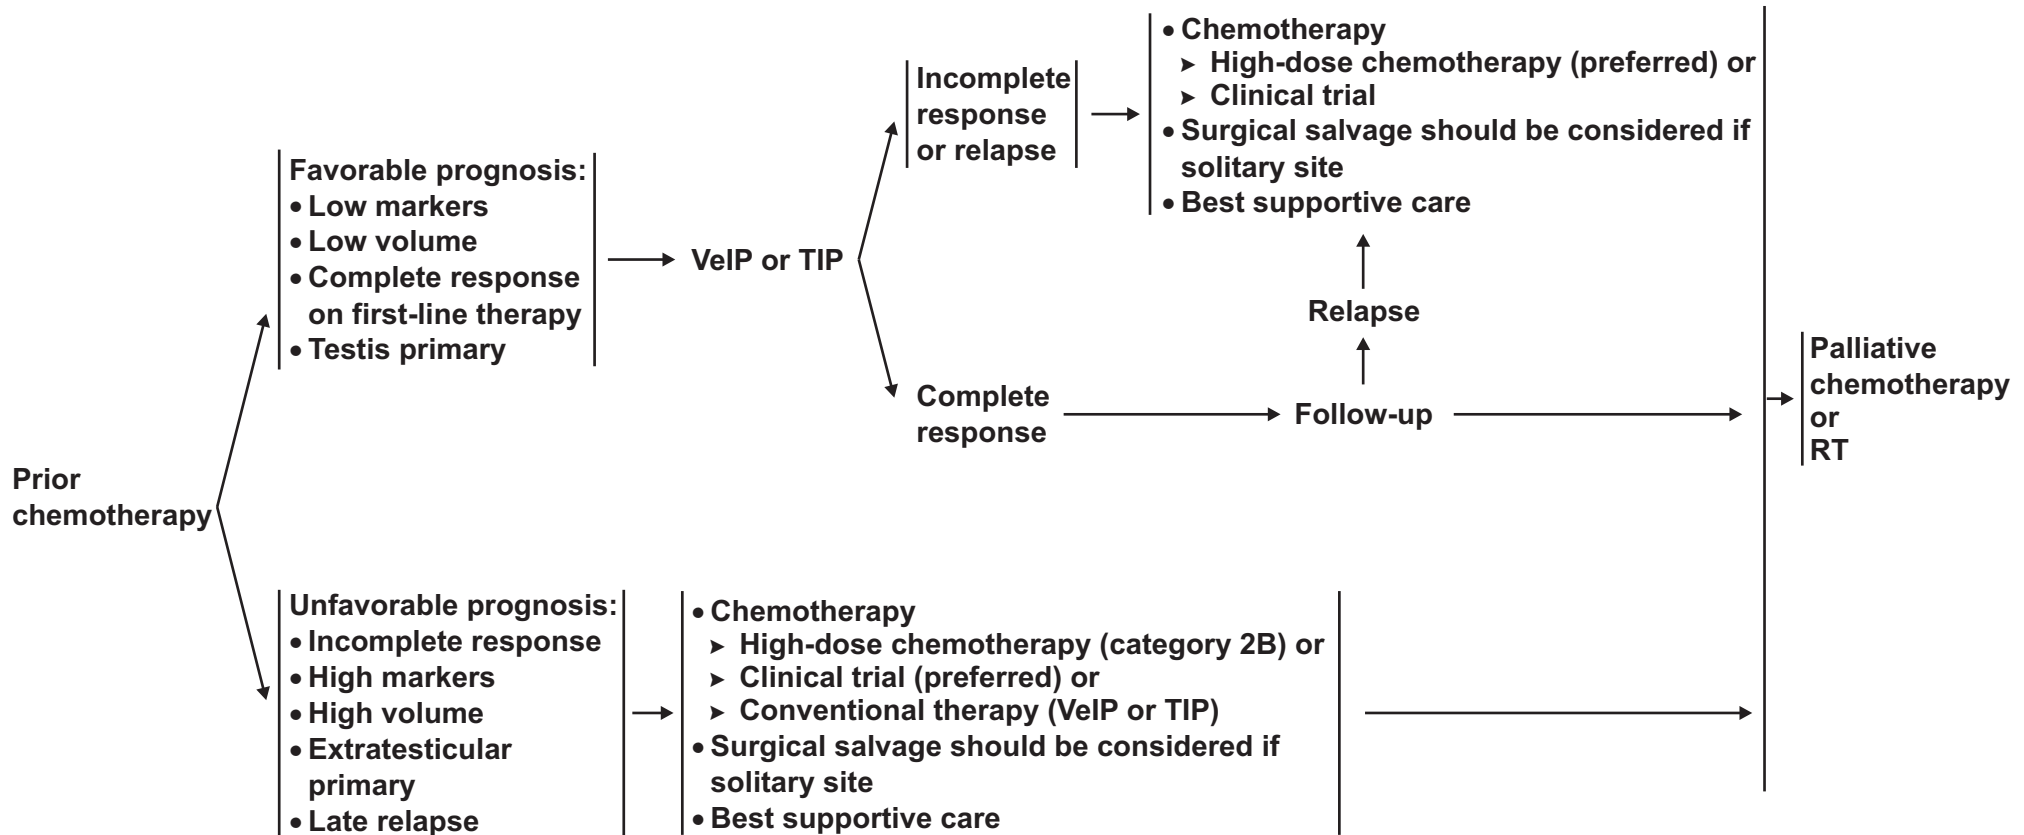 Prior
chemotherapy
Favorable prognosis:
• Low markers
• Low volume
• Complete response
on first-line therapy
• Testis primary
VeIP or TIP
Incomplete
response
or relapse
• Chemotherapy
➤ High-dose chemotherapy (preferred) or
➤ Clinical trial
• Surgical salvage should be considered if
solitary site
• Best supportive care
Relapse
Complete
response
Follow-up
Unfavorable prognosis:
• Incomplete response
• High markers
• High volume
• Extratesticular
primary
• Late relapse
• Chemotherapy
➤ High-dose chemotherapy (category 2B) or
➤ Clinical trial (preferred) or
➤ Conventional therapy (VeIP or TIP)
• Surgical salvage should be considered if
solitary site
• Best supportive care
Palliative
chemotherapy
or
RT